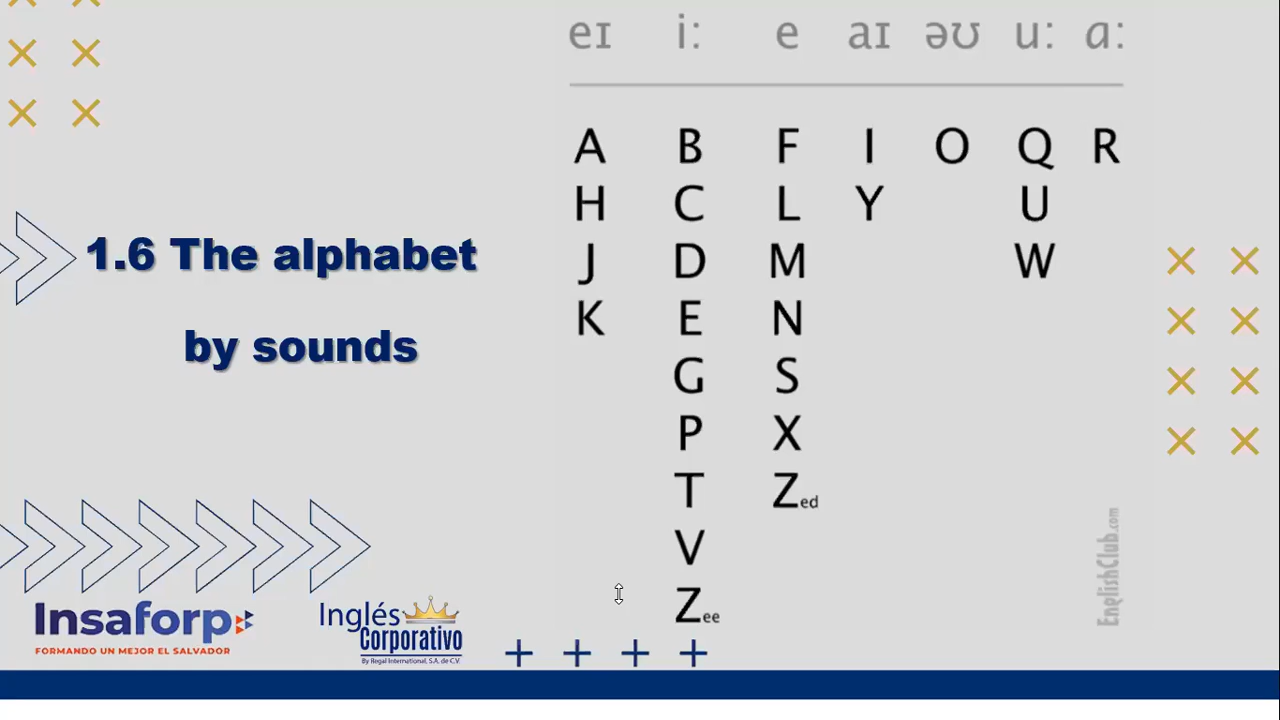 eɪ i: e aɪ əʊ u: ɑ:
A B F I O Q R
H C L Y U
J D M W
K E N
G S
P X
T Zed
V
Zee
1.6 The alphabet
by sounds
EnglishClub.com
Insaforp
FORMANDO UN MEJOR EL SALVADOR
Inglés
Corporativo
By Regal International, S.A. de C.V.